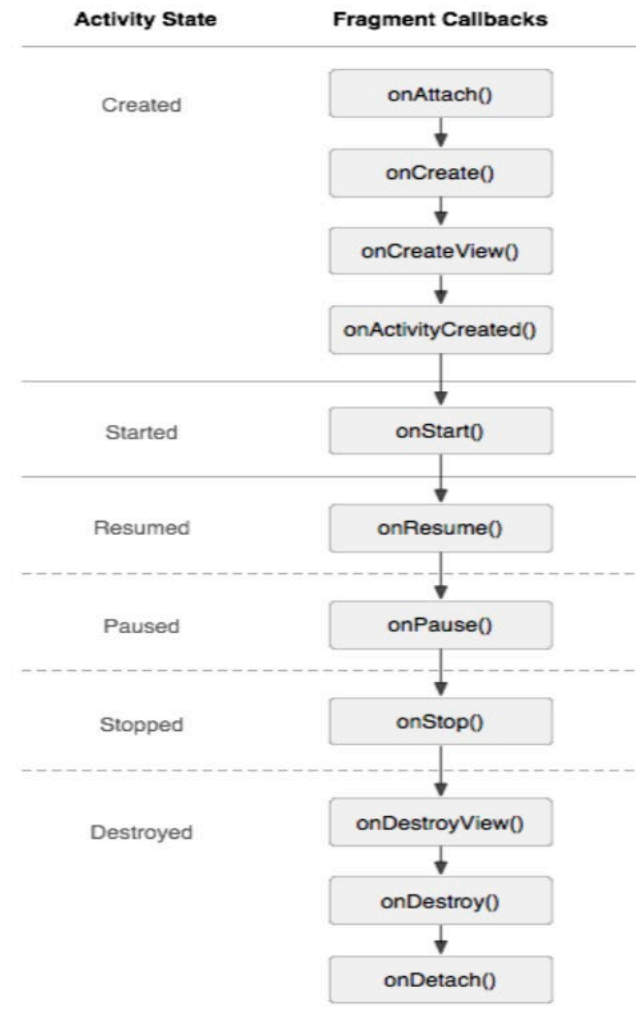 Activity State Fragment Callbacks
Created
onAttach()
onCreate()
onCreateView()
onActivityCreated()
Started
onStart()
Resumed
onResume()
Paused
onPause()
Stopped
onStop()
Destroyed
onDestroyView()
onDestroy()
onDetach()